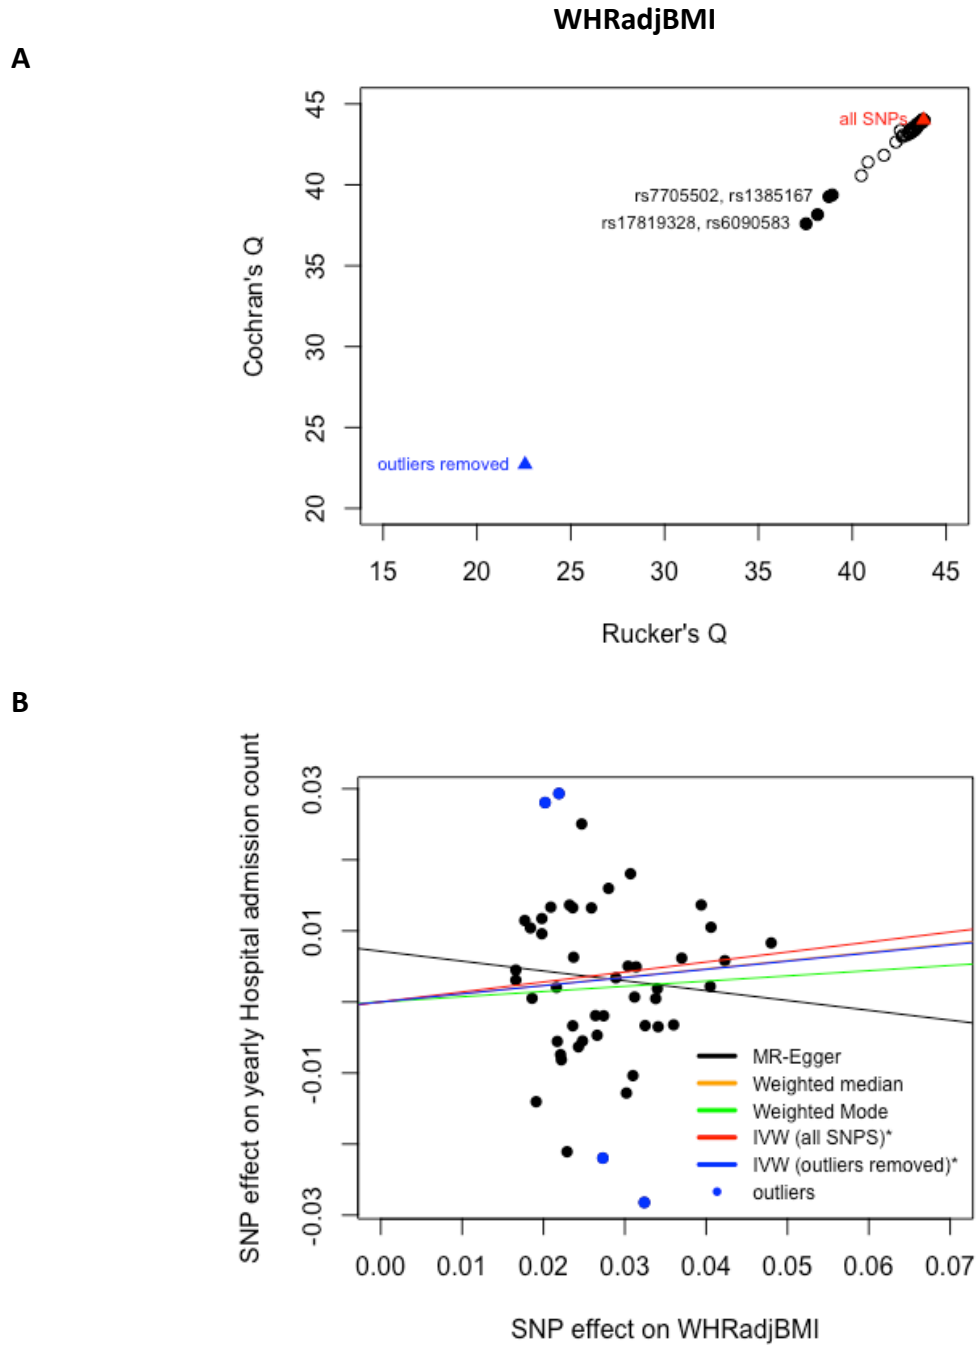 WHRadjBMI
A
Cochran's Q
45
40
35
30
25
20
all SNPs
rs7705502, rs1385167
rs17819328, rs6090583
outliers removed
15 20 25 30 35 40 45
Rucker's Q
B
SNP effect on yearly Hospital admission count
0.03
0.01
-0.01
-0.03
MR-Egger
Weighted median
Weighted Mode
IVW (all SNPS)*
IVW (outliers removed)*
outliers
0.00 0.01 0.02 0.03 0.04 0.05 0.06 0.07
SNP effect on WHRadjBMI